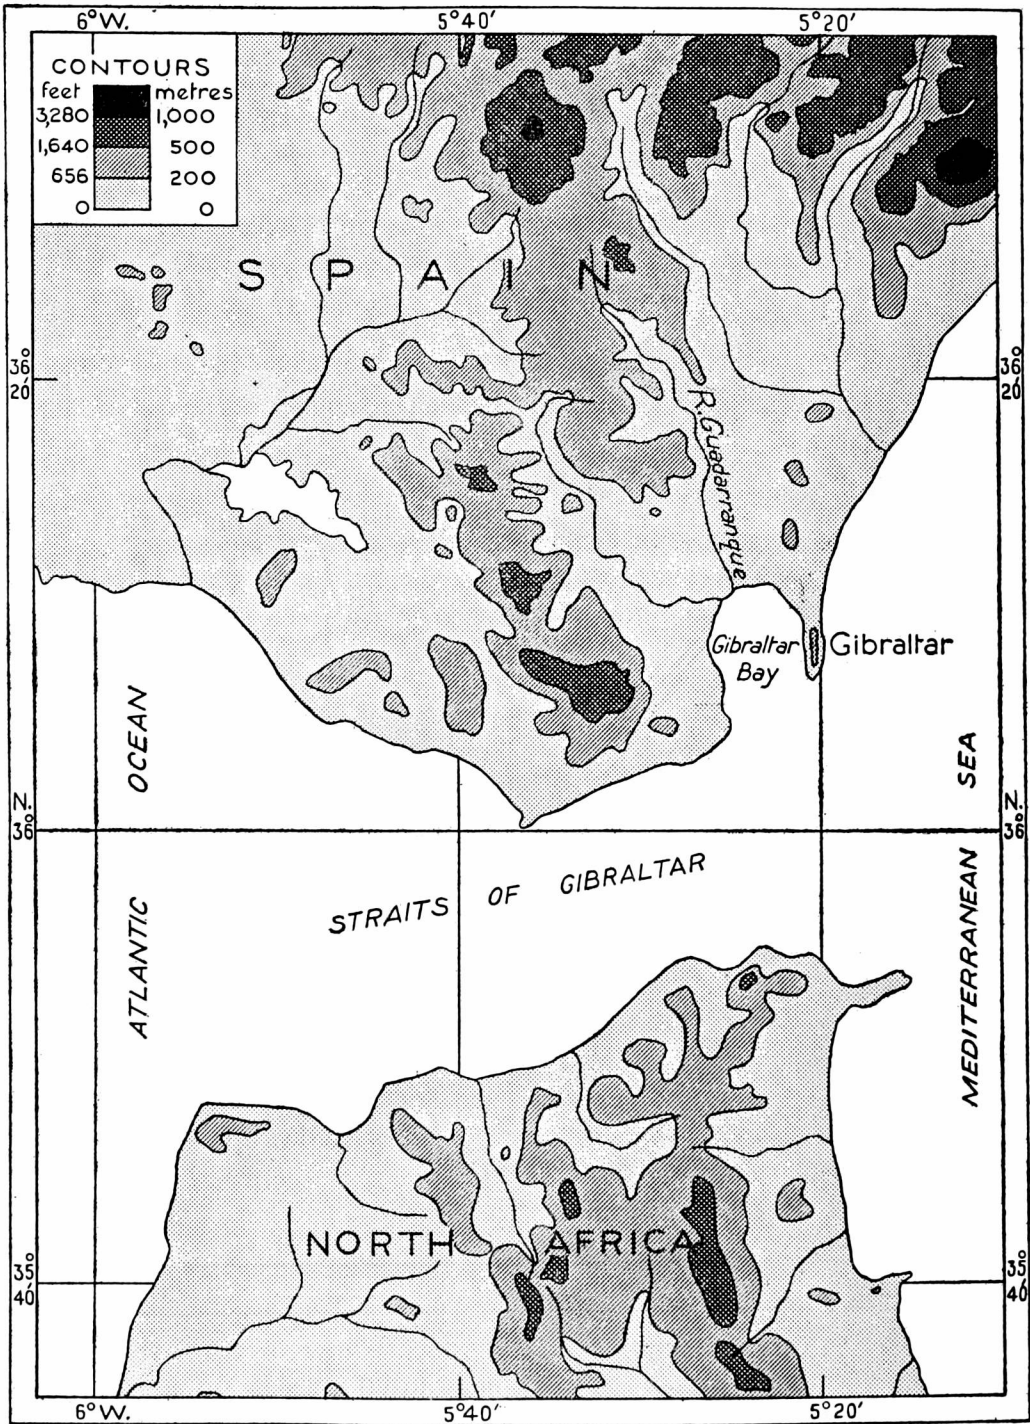 6°W.
5°40'
5°20'
CONTOURS
feet metres
3,280 1,000
1,640 500
656 200
0 0
SPAIN
36°
20
36°
20
R.Guadarranque
Gibraltar
Bay
Gibraltar
OCEAN
SEA
N.
36°
N.
36°
STRAITS OF GIBRALTAR
ATLANTIC
MEDITERRANEAN
NORTH AFRICA
35°
40
35°
40
6°W.
5°40'
5°20'